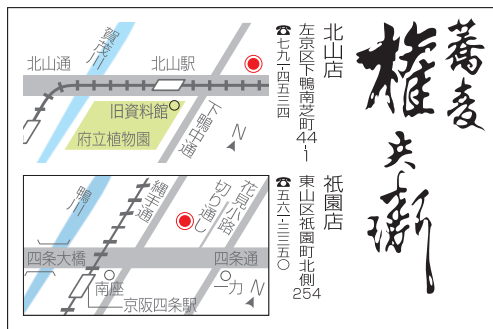 蕎麦
権兵衛
北山店
左京区下鴨南芝町44-1
☎七九一-四五三四
祇園店
東山区祇園町北側254
☎五六一-三三五〇
賀茂川
北山通
北山駅
旧資料館
府立植物園
下鴨中通
N
鴨川
縄手通
切り通し
花見小路
四条大橋
四条通
南座
一力
京阪四条駅
N